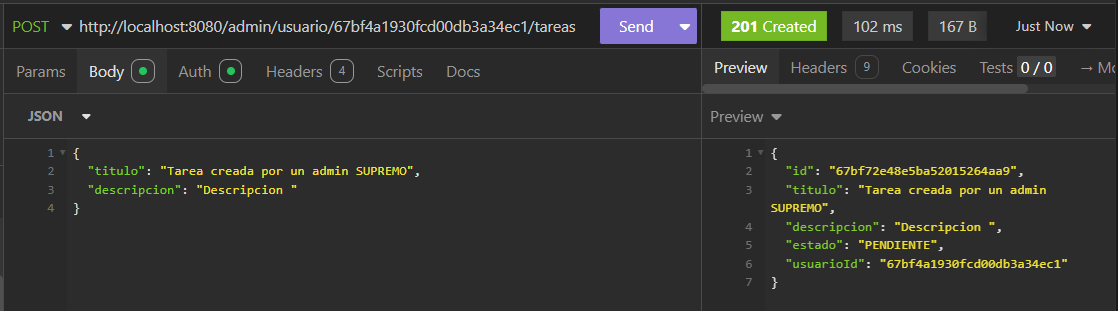 POST http://localhost:8080/admin/usuario/67bf4a1930fcd00db3a34ec1/tareas Send 201 Created 102 ms 167 B Just Now
Params Body Auth Headers 4 Scripts Docs
Preview Headers 9 Cookies Tests 0 / 0 → Mo
JSON
Preview
1 {
2 "titulo": "Tarea creada por un admin SUPREMO",
3 "descripcion": "Descripcion "
4 }
1 {
2 "id": "67bf72e48e5ba52015264aa9",
3 "titulo": "Tarea creada por un admin
SUPREMO",
4 "descripcion": "Descripcion ",
5 "estado": "PENDIENTE",
6 "usuarioId": "67bf4a1930fcd00db3a34ec1"
7 }